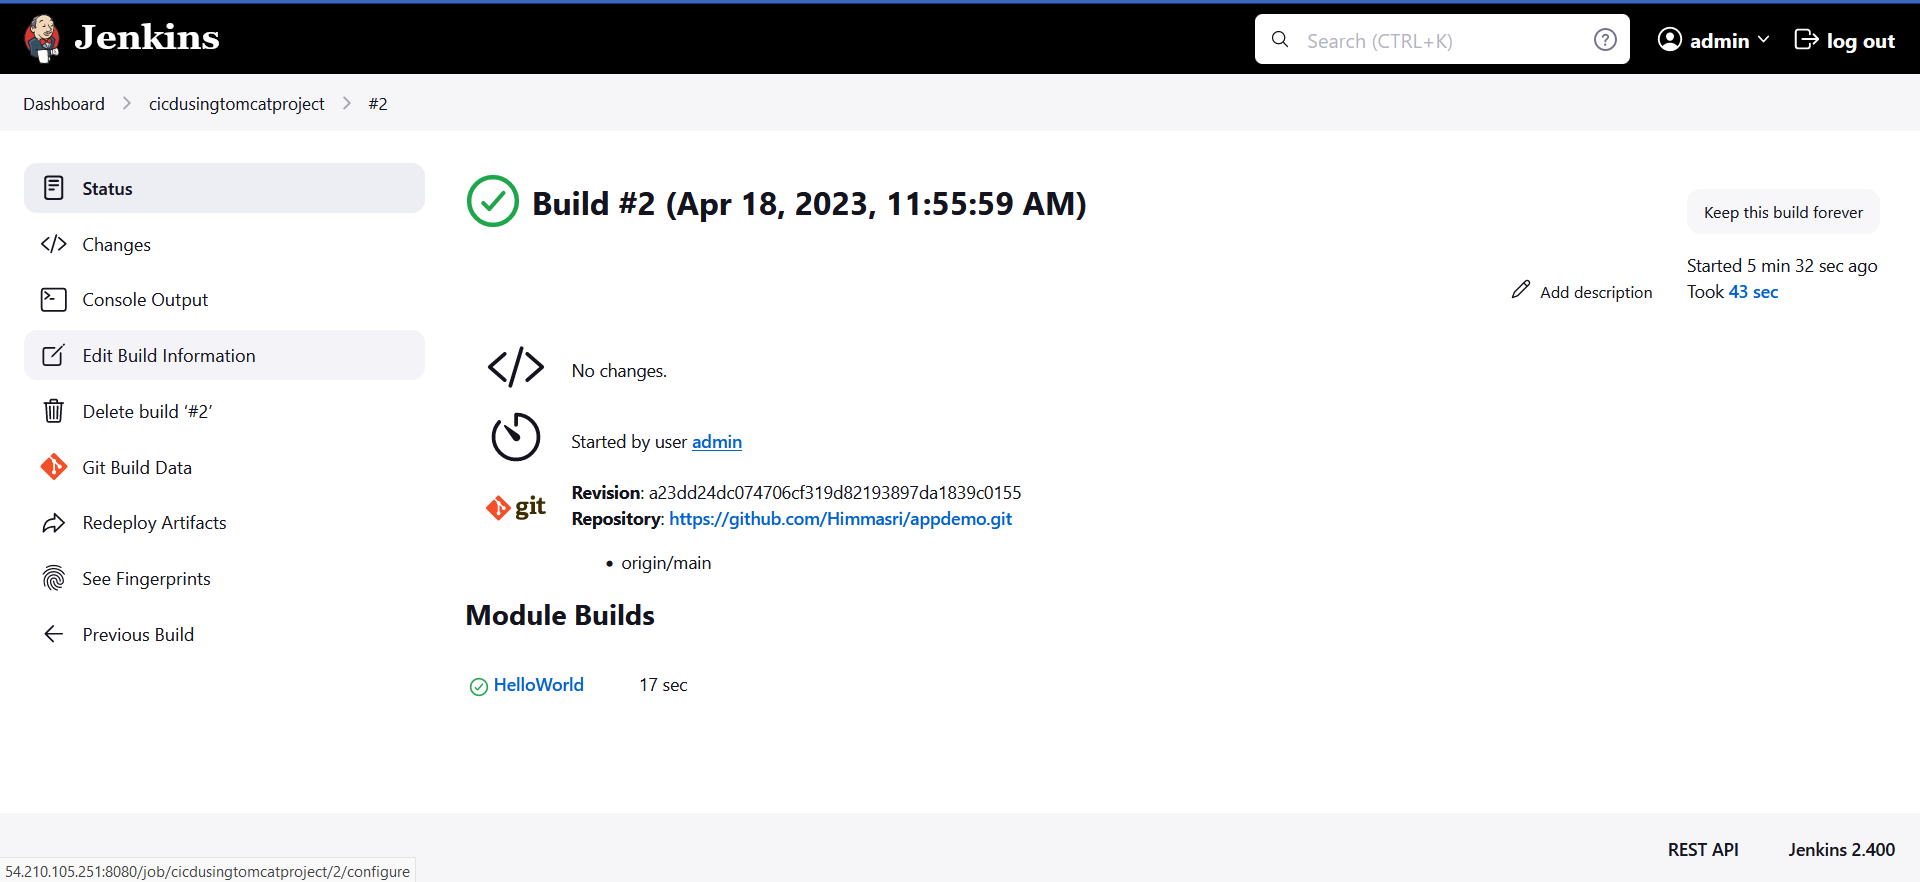 Jenkins
Search (CTRL+K)
admin
log out
Dashboard
cicdusingtomcatproject
#2
Status
Changes
Console Output
Edit Build Information
Delete build ‘#2’
Git Build Data
Redeploy Artifacts
See Fingerprints
Previous Build
Build #2 (Apr 18, 2023, 11:55:59 AM)
Keep this build forever
Add description
Started 5 min 32 sec ago
Took 43 sec
No changes.
Started by user admin
git
Revision: a23dd24dc074706cf319d82193897da1839c0155
Repository: https://github.com/Himmasri/appdemo.git
• origin/main
Module Builds
HelloWorld 17 sec
REST API
Jenkins 2.400
54.210.105.251:8080/job/cicdusingtomcatproject/2/configure